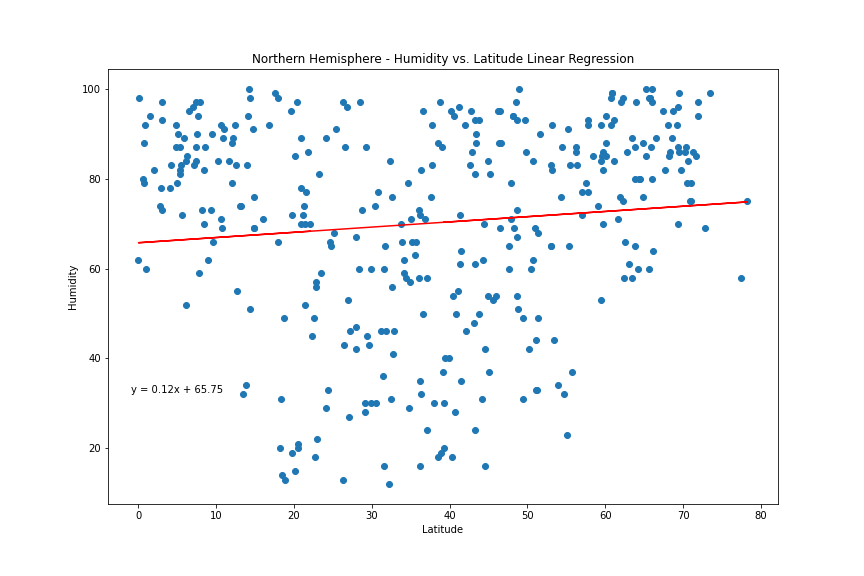 Northern Hemisphere - Humidity vs. Latitude Linear Regression
100
80
60
40
20
Humidity
y = 0.12x + 65.75
0 10 20 30 40 50 60 70 80
Latitude